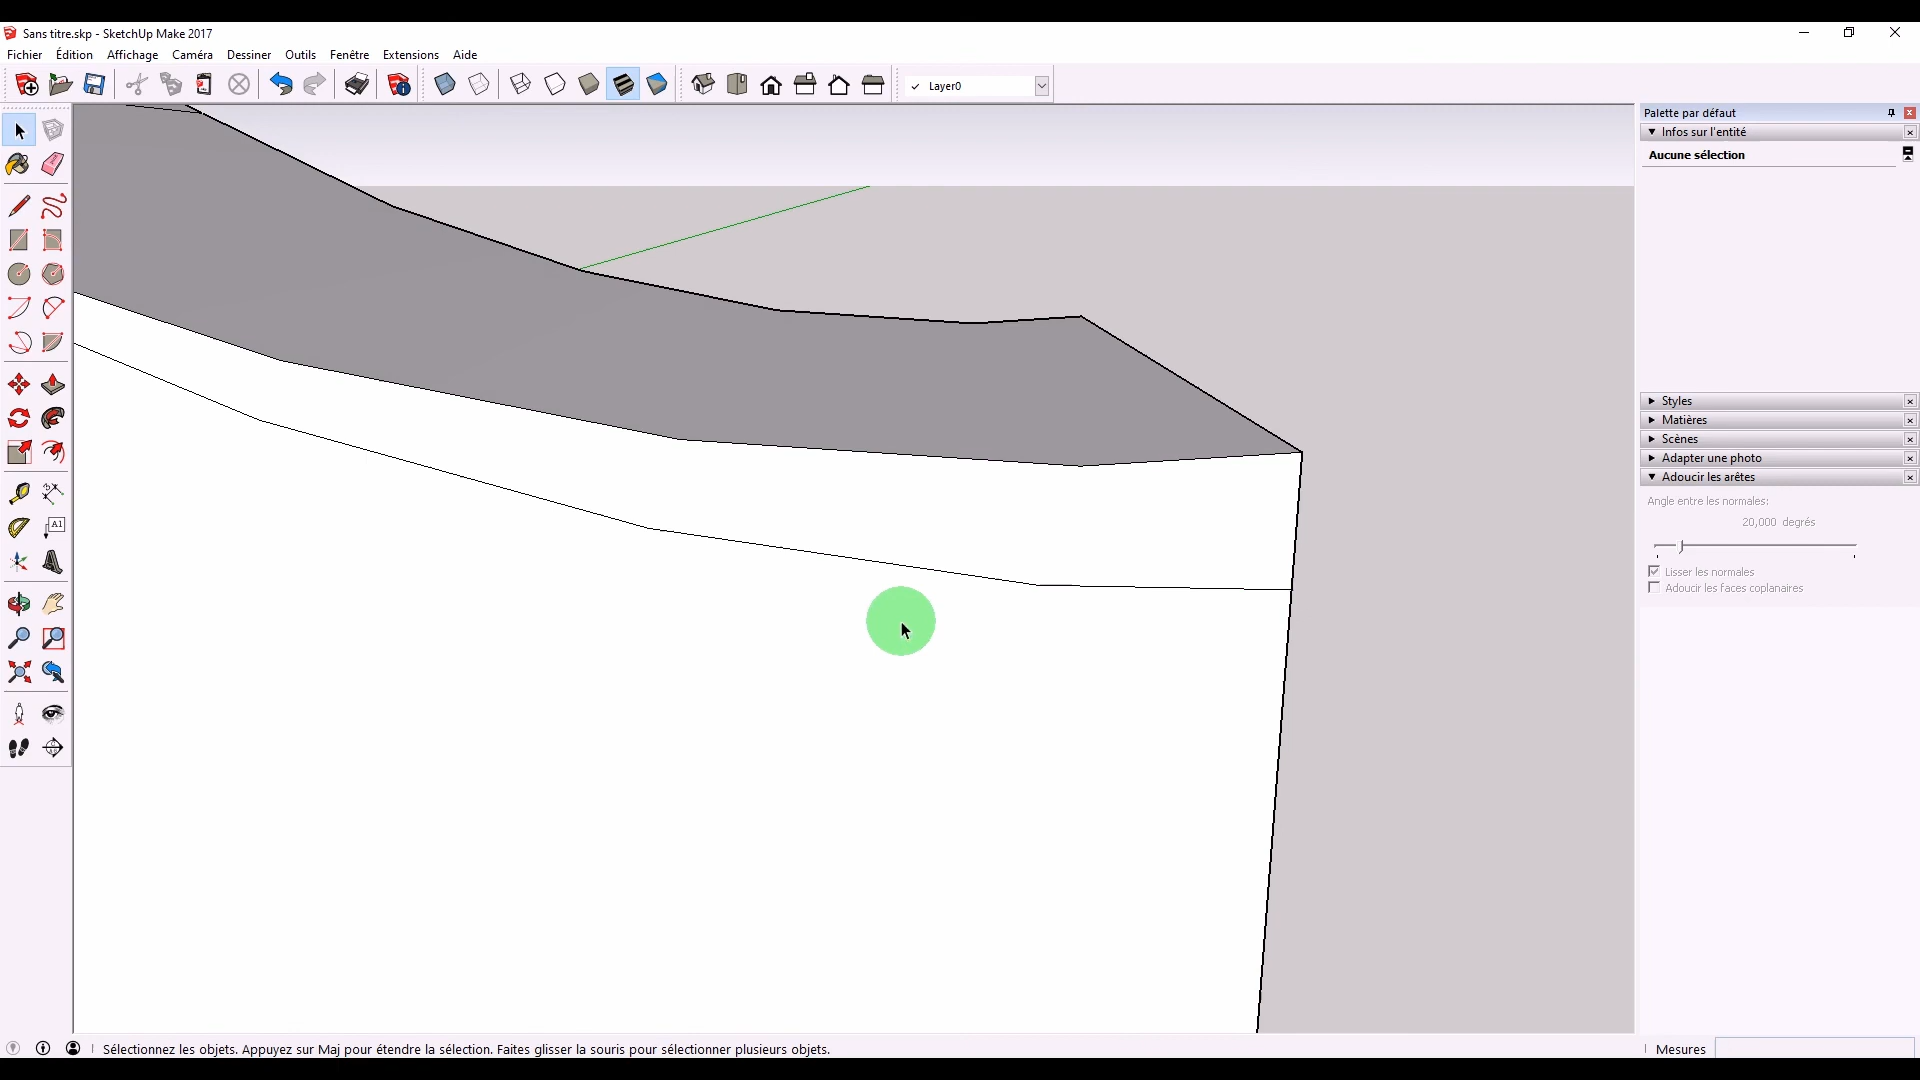 Sans titre.skp - SketchUp Make 2017
Fichier Édition Affichage Caméra Dessiner Outils Fenêtre Extensions Aide
Layer0
Palette par défaut
Infos sur l'entité
Aucune sélection
A1
Styles
Matières
Scènes
Adapter une photo
Adoucir les arêtes
Angle entre les normales:
20,000 degrés
Lisser les normales
Adoucir les faces coplanaires
Sélectionnez les objets. Appuyez sur Maj pour étendre la sélection. Faites glisser la souris pour sélectionner plusieurs objets.
Mesures